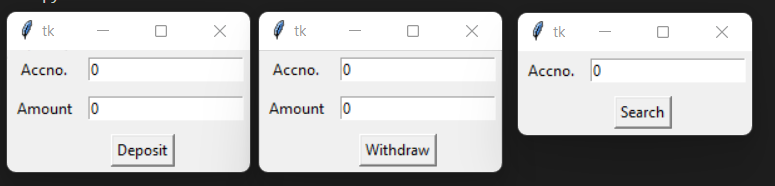 tk
Accno. 0
Amount 0
Deposit
tk
Accno. 0
Amount 0
Withdraw
tk
Accno. 0
Search